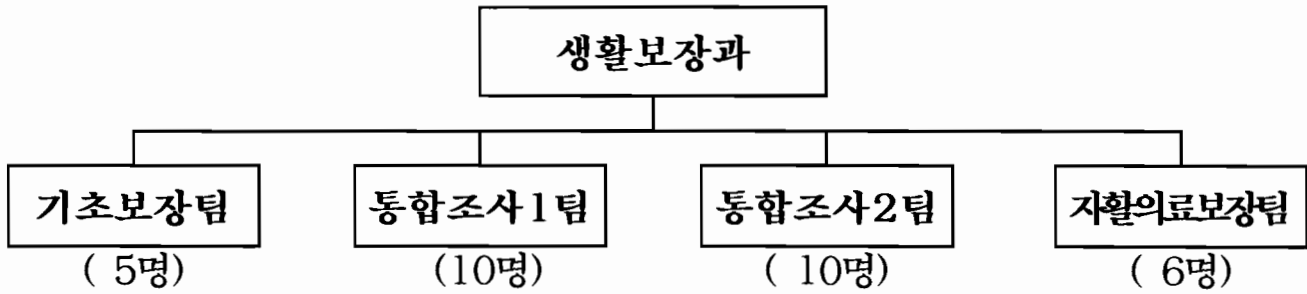 생활보장과
기초보장팀 통합조사1팀 통합조사2팀 자활의료보장팀
( 5명) (10명) ( 10명) ( 6명)